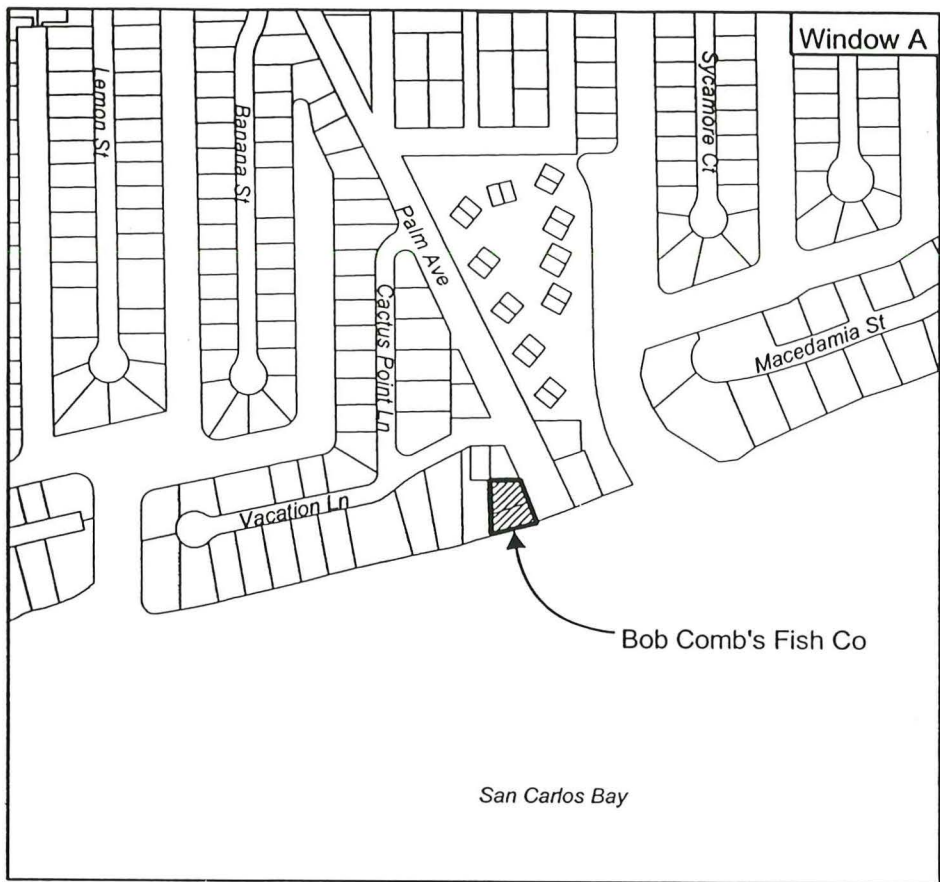 Window A
Lemon St
Banana St
Sycamore Ct
Palm Ave
Cactus Point Ln
Macedamia St
Vacation Ln
Bob Comb's Fish Co
San Carlos Bay